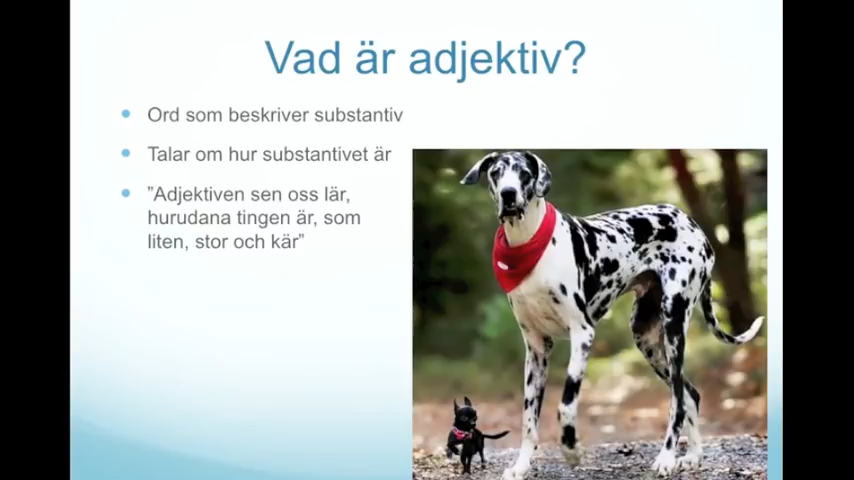 Vad är adjektiv?
Ord som beskriver substantiv
Talar om hur substantivet är
”Adjektiven sen oss lär,
hurudana tingen är, som
liten, stor och kär”